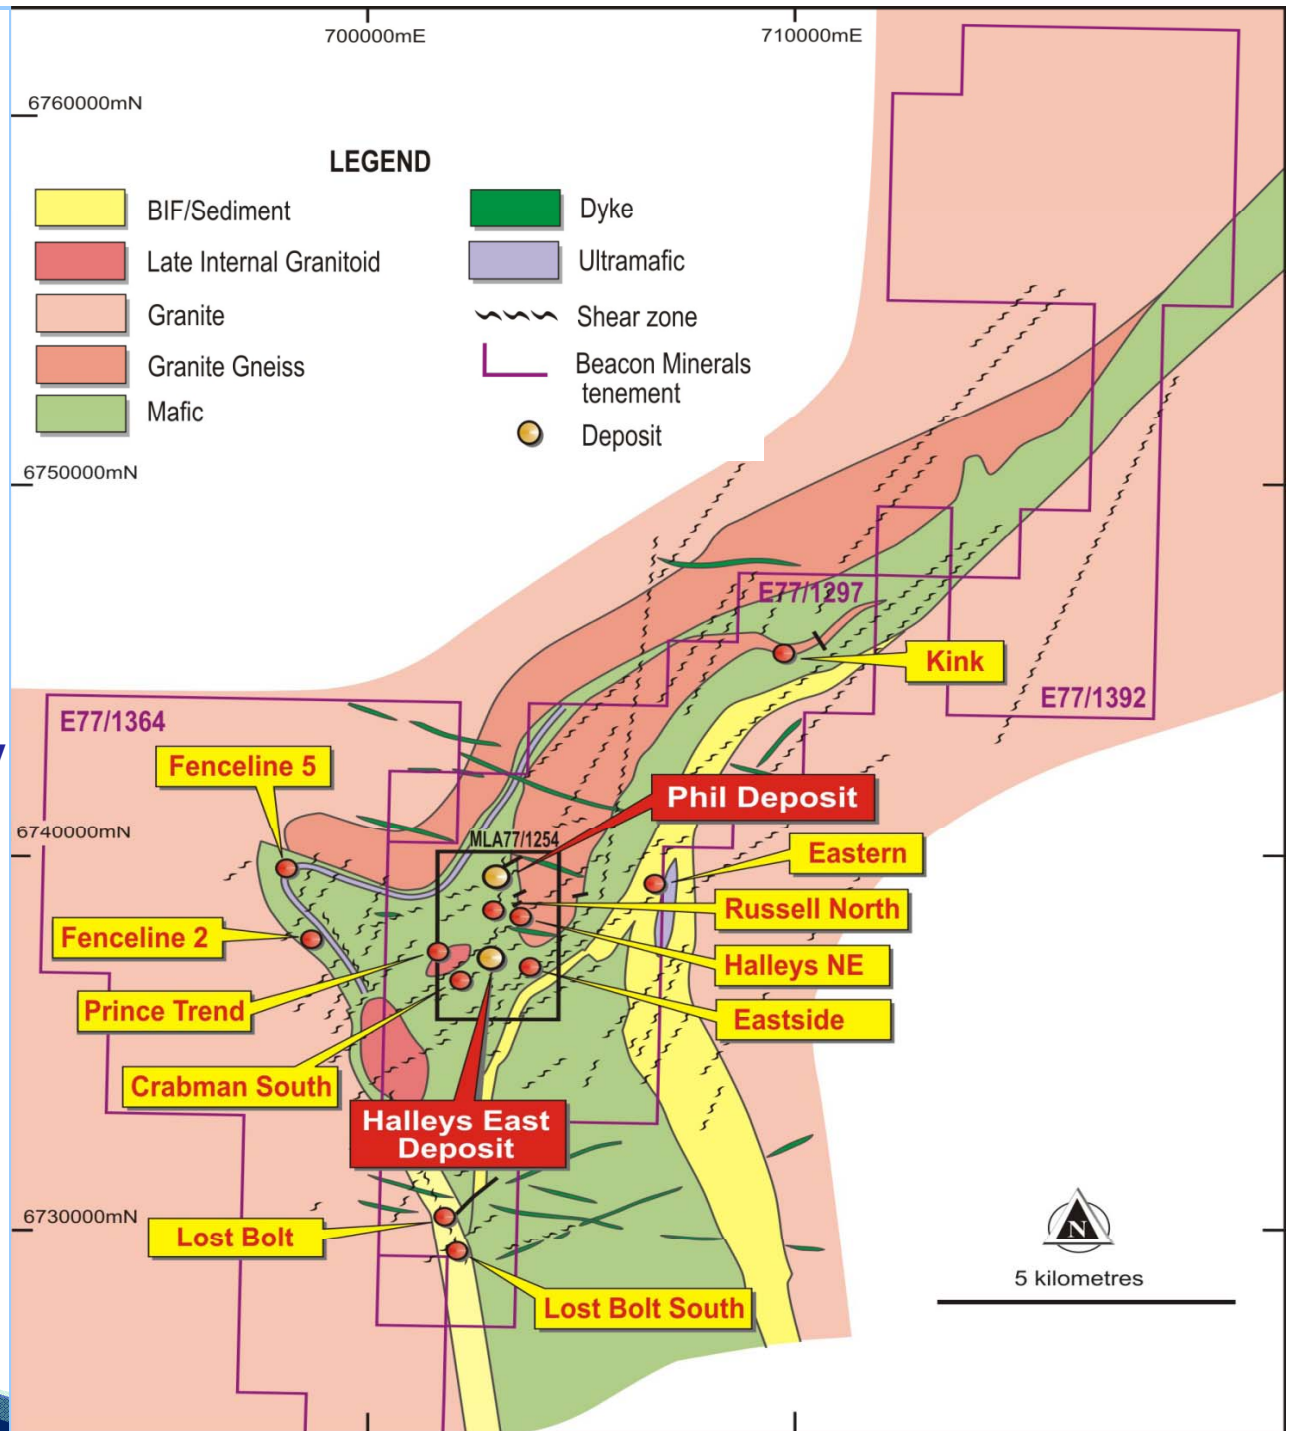 700000mE
710000mE
6760000mN
LEGEND
BIF/Sediment
Late Internal Granitoid
Granite
Granite Gneiss
Mafic
Dyke
Ultramafic
Shear zone
Beacon Minerals
tenement
Deposit
6750000mN
E77/1297
Kink
E77/1392
E77/1364
Fenceline 5
Phil Deposit
6740000mN
MLA77/1254
Eastern
Russell North
Fenceline 2
Halleys NE
Prince Trend
Eastside
Crabman South
Halleys East
Deposit
6730000mN
Lost Bolt
N
5 kilometres
Lost Bolt South